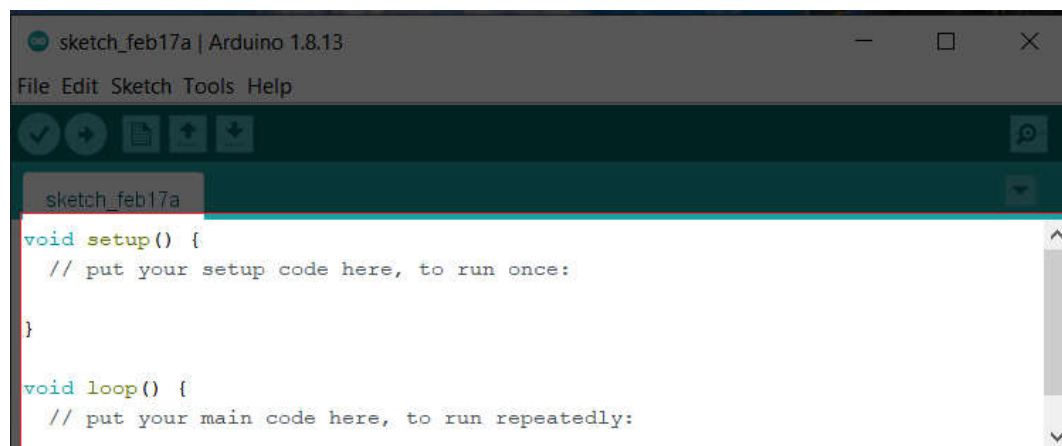 sketch_feb17a | Arduino 1.8.13
File Edit Sketch Tools Help
sketch_feb17a
void setup() {
  // put your setup code here, to run once:
}
void loop() {
  // put your main code here, to run repeatedly: